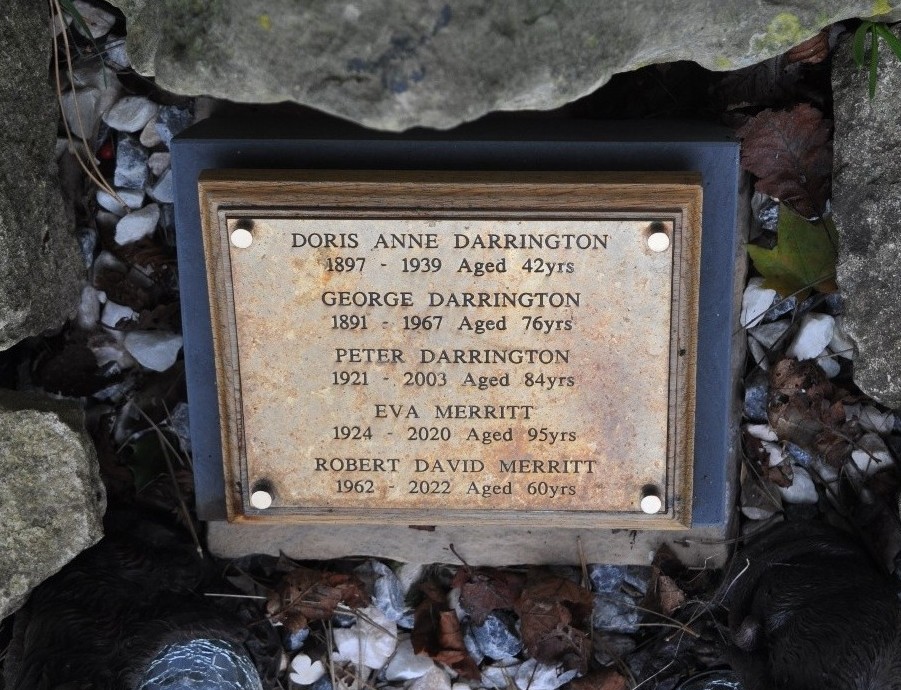 DORIS ANNE DARRINGTON
1897 - 1939 Aged 42yrs
GEORGE DARRINGTON
1891 - 1967 Aged 76yrs
PETER DARRINGTON
1921 - 2003 Aged 84yrs
EVA MERRITT
1924 - 2020 Aged 95yrs
ROBERT DAVID MERRITT
1962 - 2022 Aged 60yrs